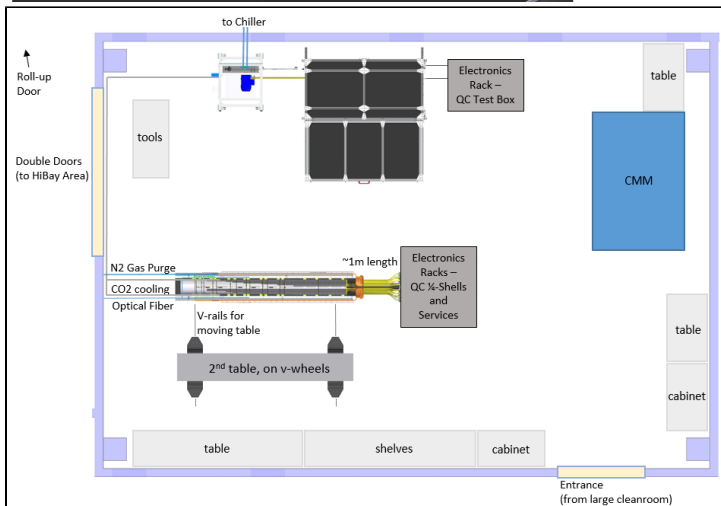 to Chiller
Roll-up
Door
Electronics
Rack –
QC Test Box
table
tools
Double Doors
(to HiBay Area)
CMM
N2 Gas Purge
CO2 cooling
Optical Fiber
~1m length
Electronics
Racks –
QC ¼-Shells
and
Services
V-rails for
moving table
2nd table, on v-wheels
table
cabinet
table
shelves
cabinet
Entrance
(from large cleanroom)